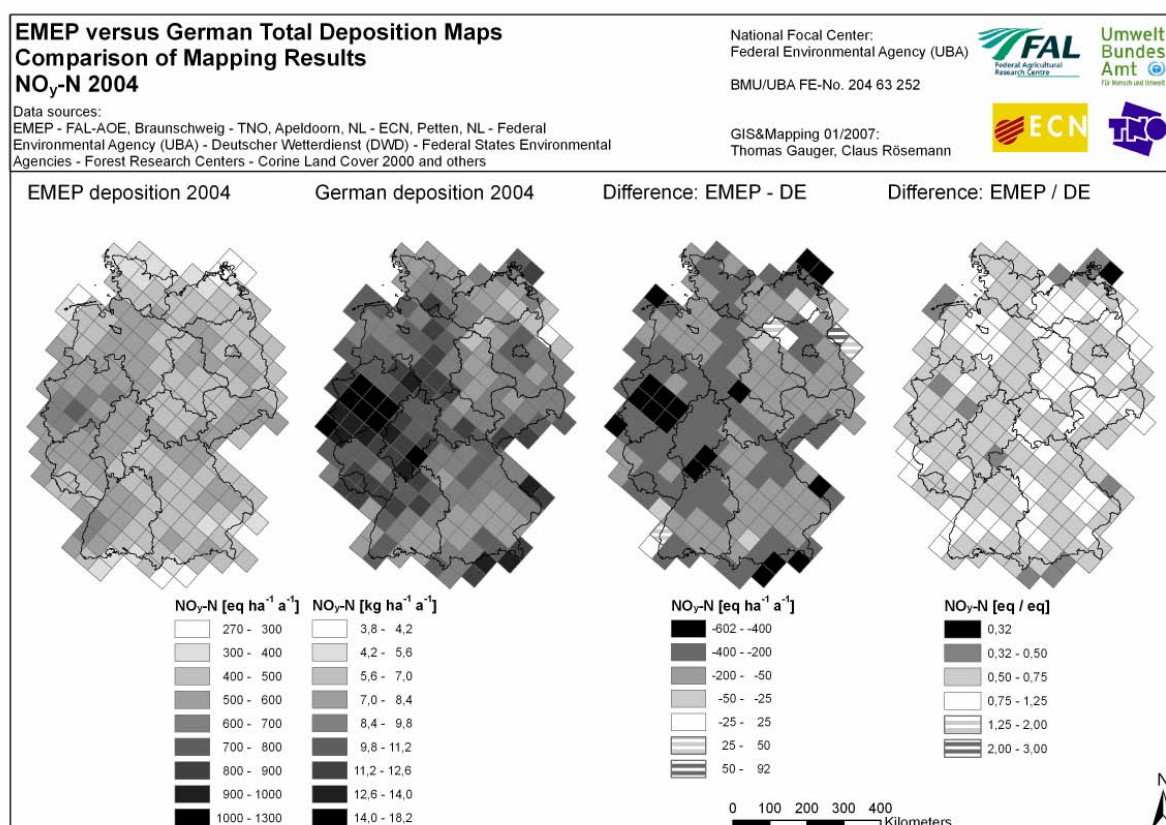 EMEP versus German Total Deposition Maps
Comparison of Mapping Results
NOy-N 2004
Data sources:
EMEP - FAL-AOE, Braunschweig - TNO, Apeldoorn, NL - ECN, Petten, NL - Federal
Environmental Agency (UBA) - Deutscher Wetterdienst (DWD) - Federal States Environmental
Agencies - Forest Research Centers - Corine Land Cover 2000 and others
National Focal Center:
Federal Environmental Agency (UBA)
BMU/UBA FE-No. 204 63 252
GIS&Mapping 01/2007:
Thomas Gauger, Claus Rösemann
FAL
Federal Agricultural
Research Centre
Umwelt
Bundes
Amt
Für Mensch und Umwelt
ECN
TNO
EMEP deposition 2004
German deposition 2004
Difference: EMEP - DE
Difference: EMEP / DE
NOy-N [eq ha-1 a-1]
270 - 300
300 - 400
400 - 500
500 - 600
600 - 700
700 - 800
800 - 900
900 - 1000
1000 - 1300
NOy-N [kg ha-1 a-1]
3,8 - 4,2
4,2 - 5,6
5,6 - 7,0
7,0 - 8,4
8,4 - 9,8
9,8 - 11,2
11,2 - 12,6
12,6 - 14,0
14,0 - 18,2
NOy-N [eq ha-1 a-1]
-602 - -400
-400 - -200
-200 - -50
-50 - -25
-25 - 25
25 - 50
50 - 92
NOy-N [eq / eq]
0,32
0,32 - 0,50
0,50 - 0,75
0,75 - 1,25
1,25 - 2,00
2,00 - 3,00
0 100 200 300 400
Kilometers
N